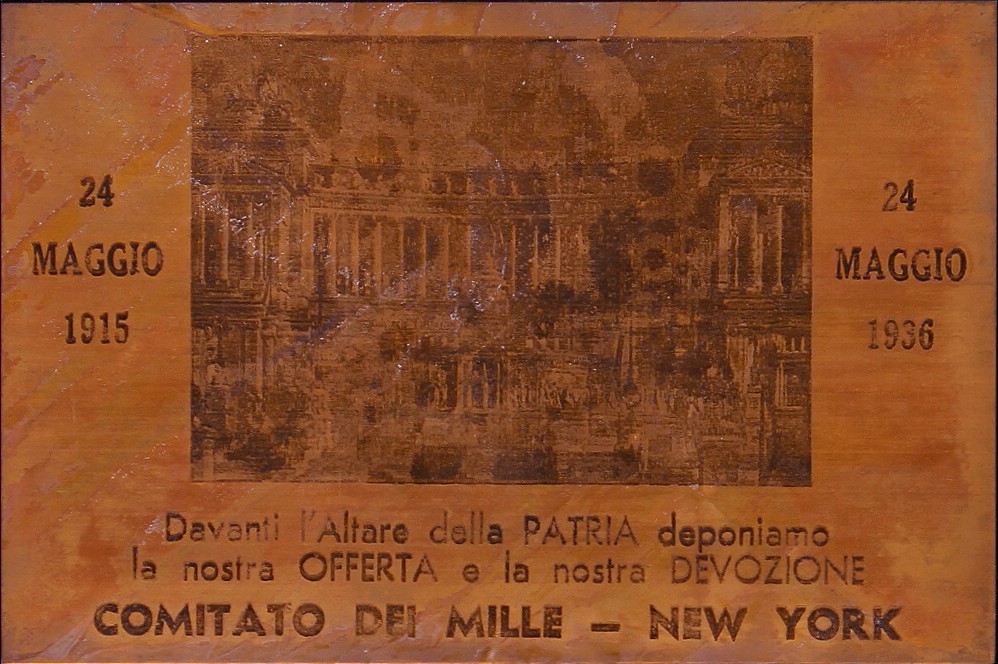 24
MAGGIO
1915
24
MAGGIO
1936
Davanti l'Altare della PATRIA deponiamo
la nostra OFFERTA e la nostra DEVOZIONE
COMITATO DEI MILLE — NEW YORK